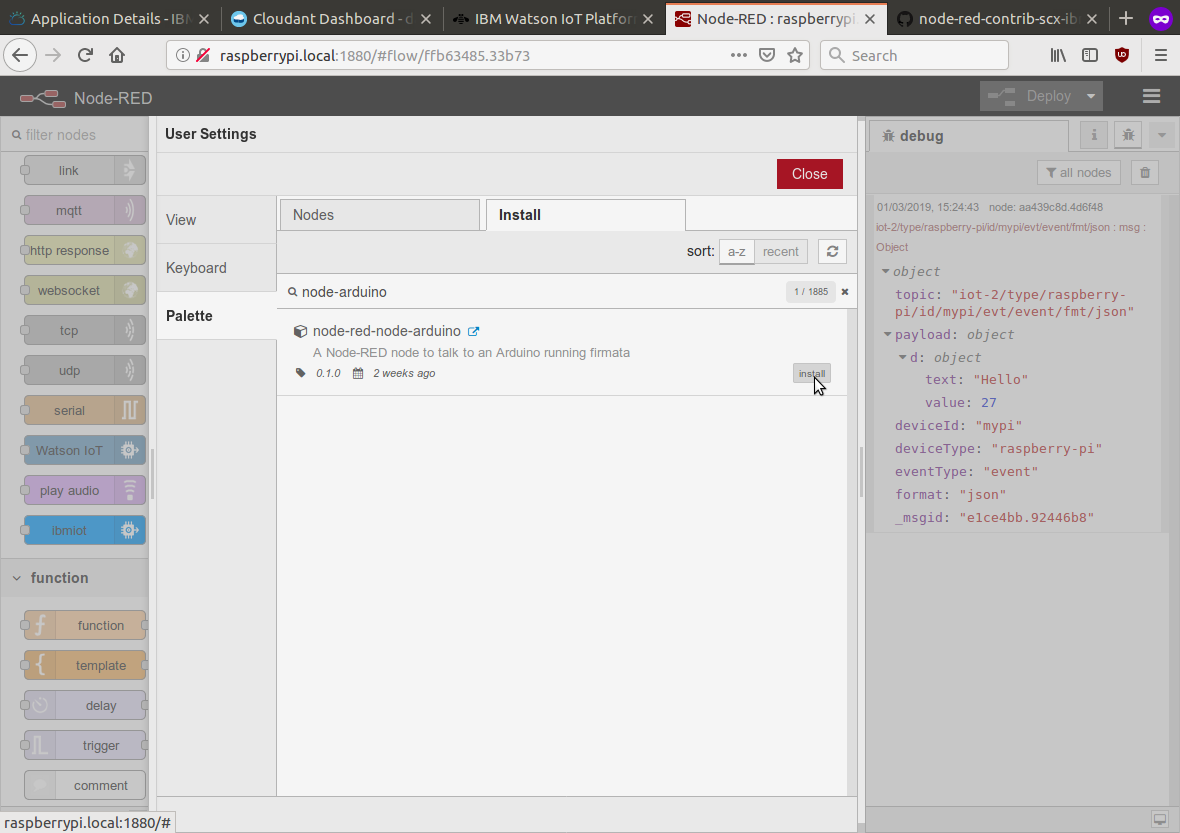 Application Details - IBM
Cloudant Dashboard - d
IBM Watson IoT Platfor
Node-RED : raspberrypi
node-red-contrib-scx-ib
raspberrypi.local:1880/#flow/ffb63485.33b73
Search
Node-RED
Deploy
filter nodes
link
mqtt
http response
websocket
tcp
udp
serial
Watson IoT
play audio
ibmiot
function
function
template
delay
trigger
comment
raspberrypi.local:1880/#
User Settings
Close
View
Keyboard
Palette
Nodes
Install
sort: a-z recent
node-arduino
1 / 1885
node-red-node-arduino
A Node-RED node to talk to an Arduino running firmata
0.1.0 2 weeks ago
install
debug
i
all nodes
01/03/2019, 15:24:43 node: aa439c8d.4d6f48
iot-2/type/raspberry-pi/id/mypi/evt/event/fmt/json : msg :
Object
object
topic: "iot-2/type/raspberry-
pi/id/mypi/evt/event/fmt/json"
payload: object
d: object
text: "Hello"
value: 27
deviceId: "mypi"
deviceType: "raspberry-pi"
eventType: "event"
format: "json"
_msgid: "e1ce4bb.92446b8"